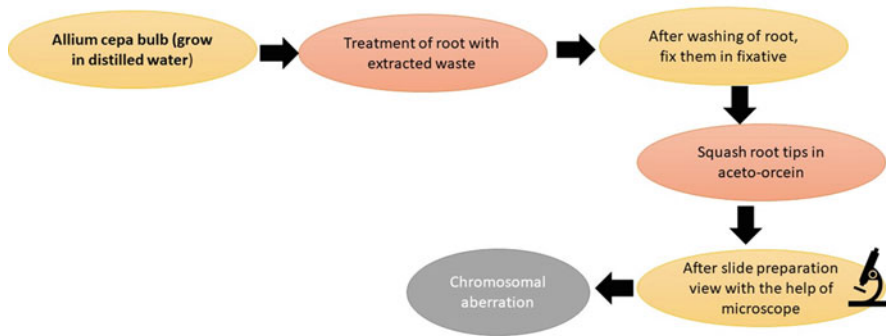 Allium cepa bulb (grow
in distilled water)
Treatment of root with
extracted waste
After washing of root,
fix them in fixative
Squash root tips in
aceto-orcein
After slide preparation
view with the help of
microscope
Chromosomal
aberration